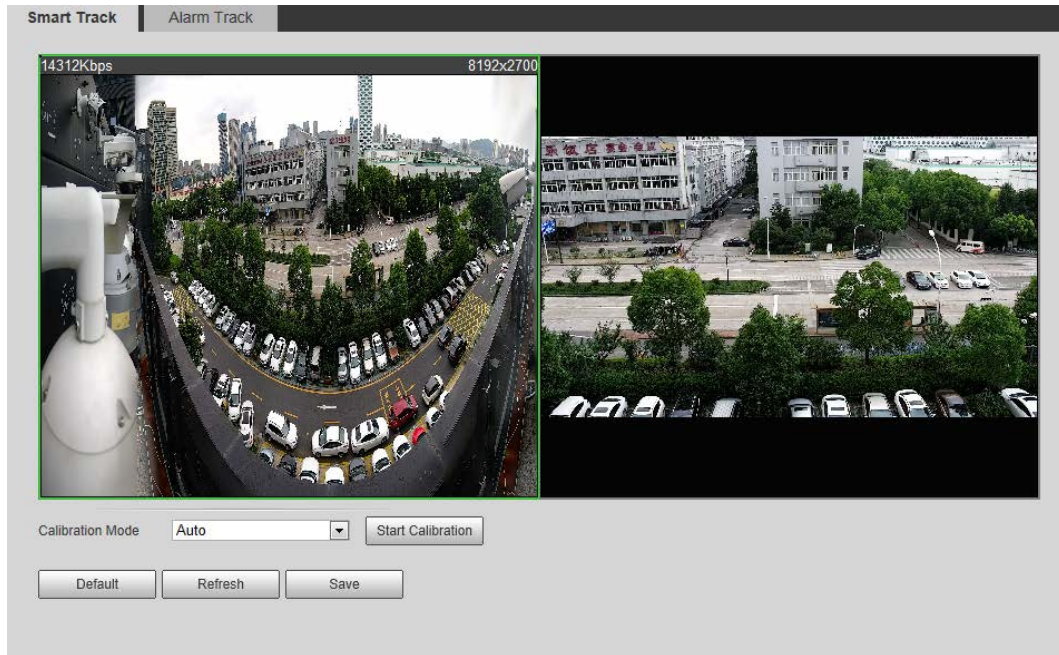 Smart Track
Alarm Track
14312Kbps
8192x2700
Calibration Mode
Auto
Start Calibration
Default
Refresh
Save